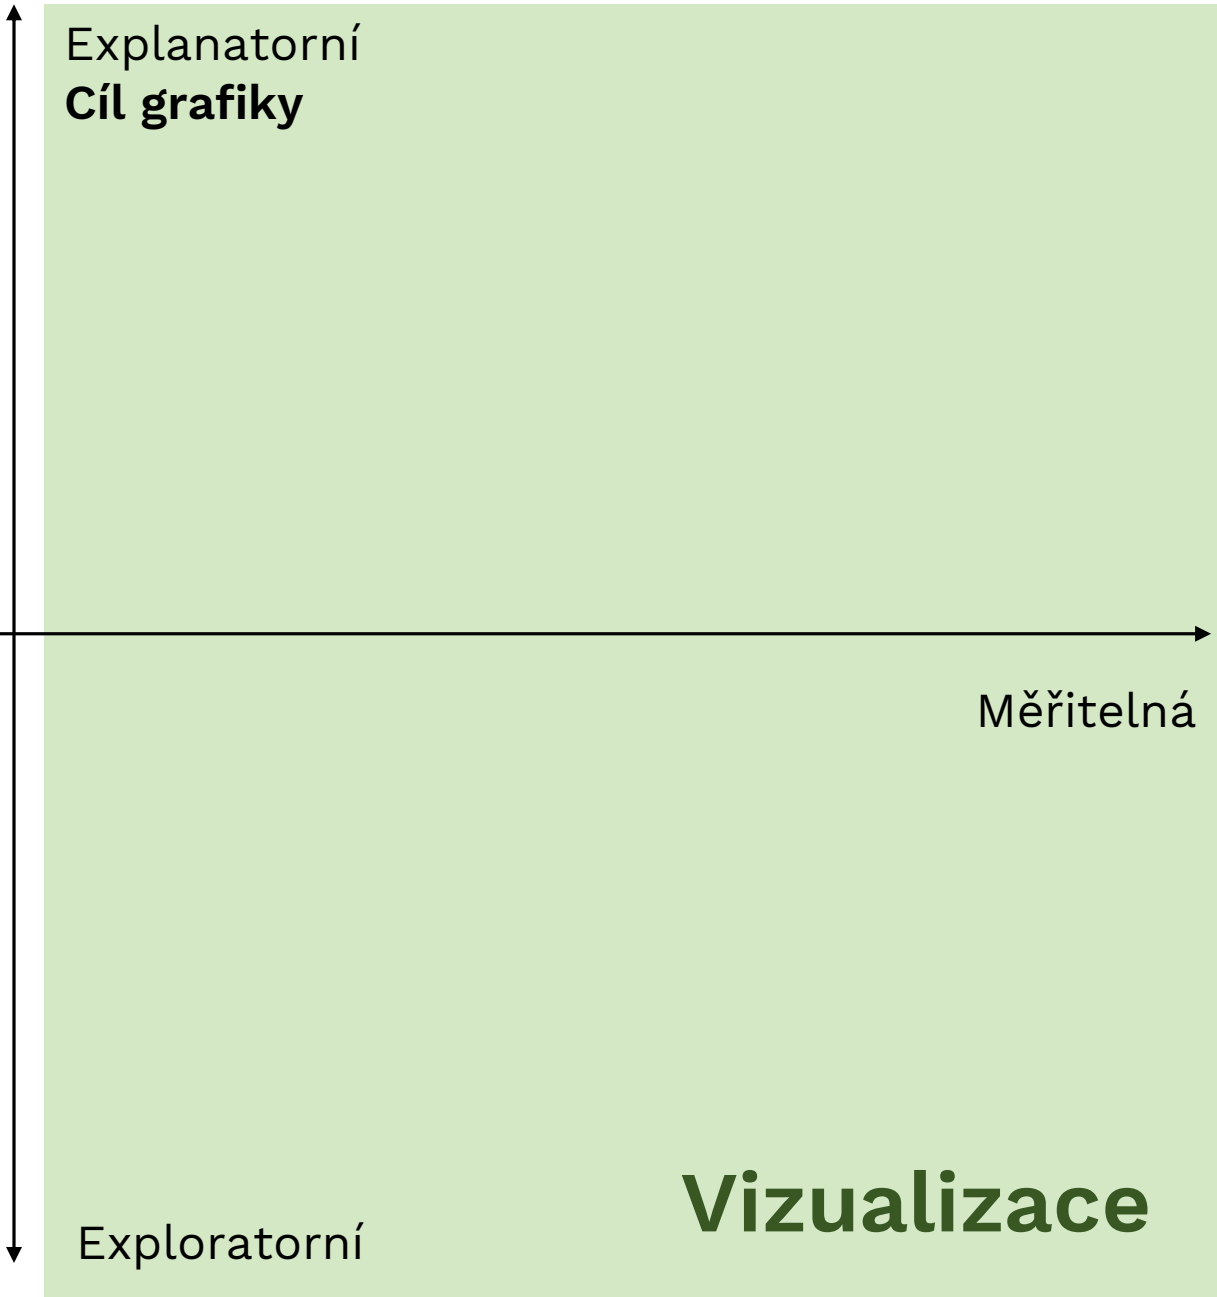 Explanatorní
Cíl grafiky
Měřitelná
Vizualizace
Exploratorní